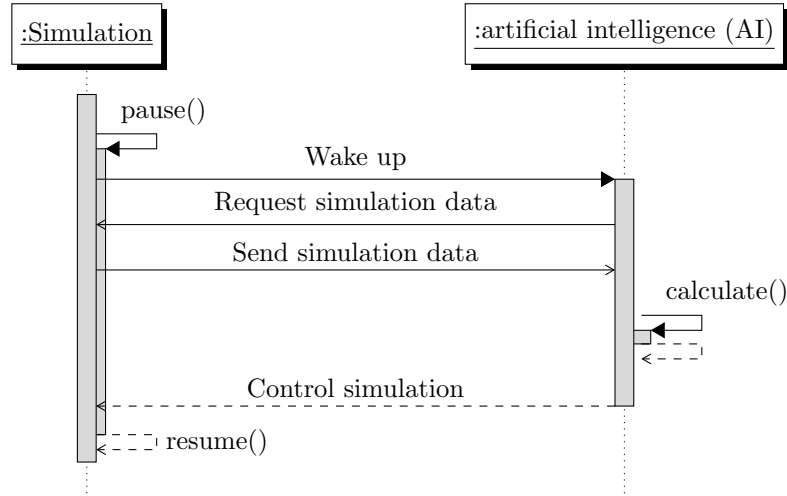 :Simulation
:artificial intelligence (AI)
pause()
Wake up
Request simulation data
Send simulation data
calculate()
Control simulation
resume()